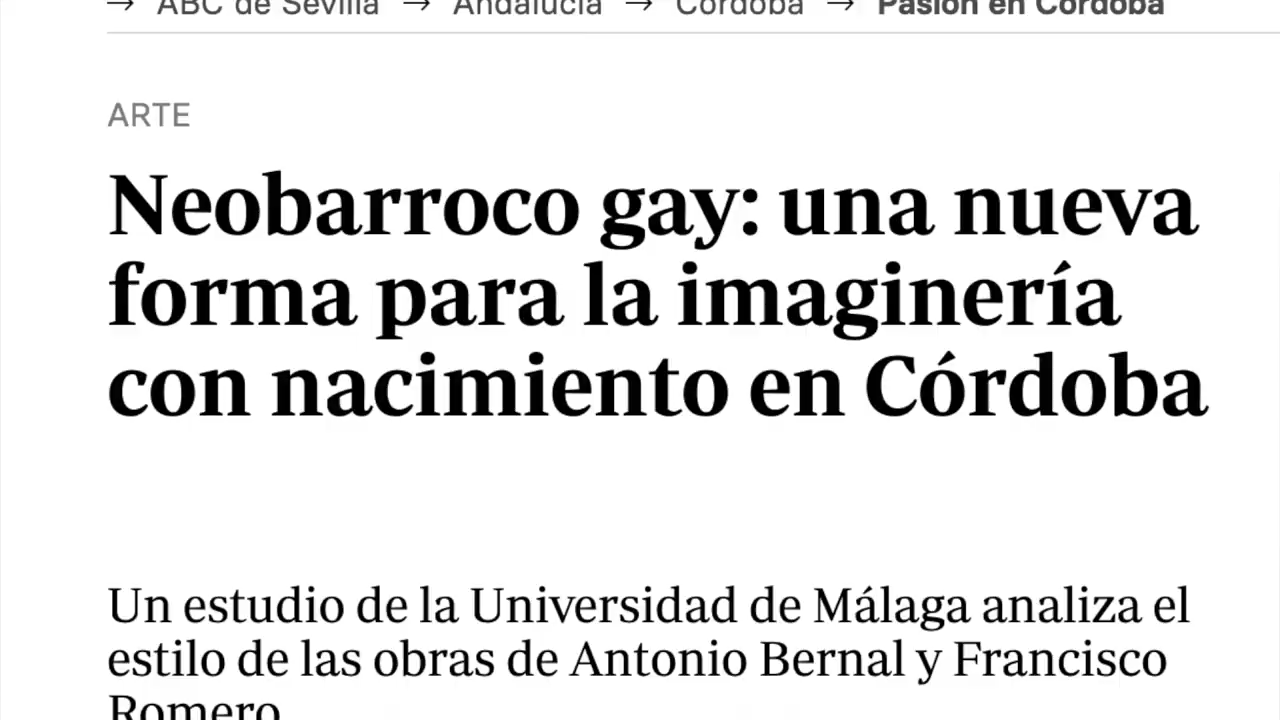 → ABC de Sevilla → Andalucía → Córdoba → Pasión en Córdoba
ARTE
Neobarroco gay: una nueva
forma para la imaginería
con nacimiento en Córdoba
Un estudio de la Universidad de Málaga analiza el
estilo de las obras de Antonio Bernal y Francisco
Romero